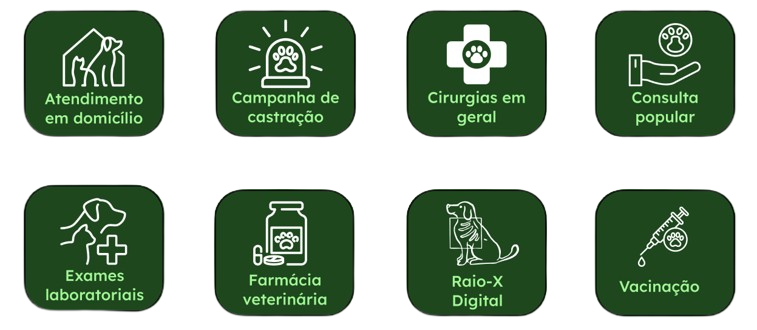 Atendimento
em domicílio
Campanha de
castração
Cirurgias em
geral
Consulta
popular
Exames
laboratoriais
Farmácia
veterinária
Raio-X
Digital
Vacinação